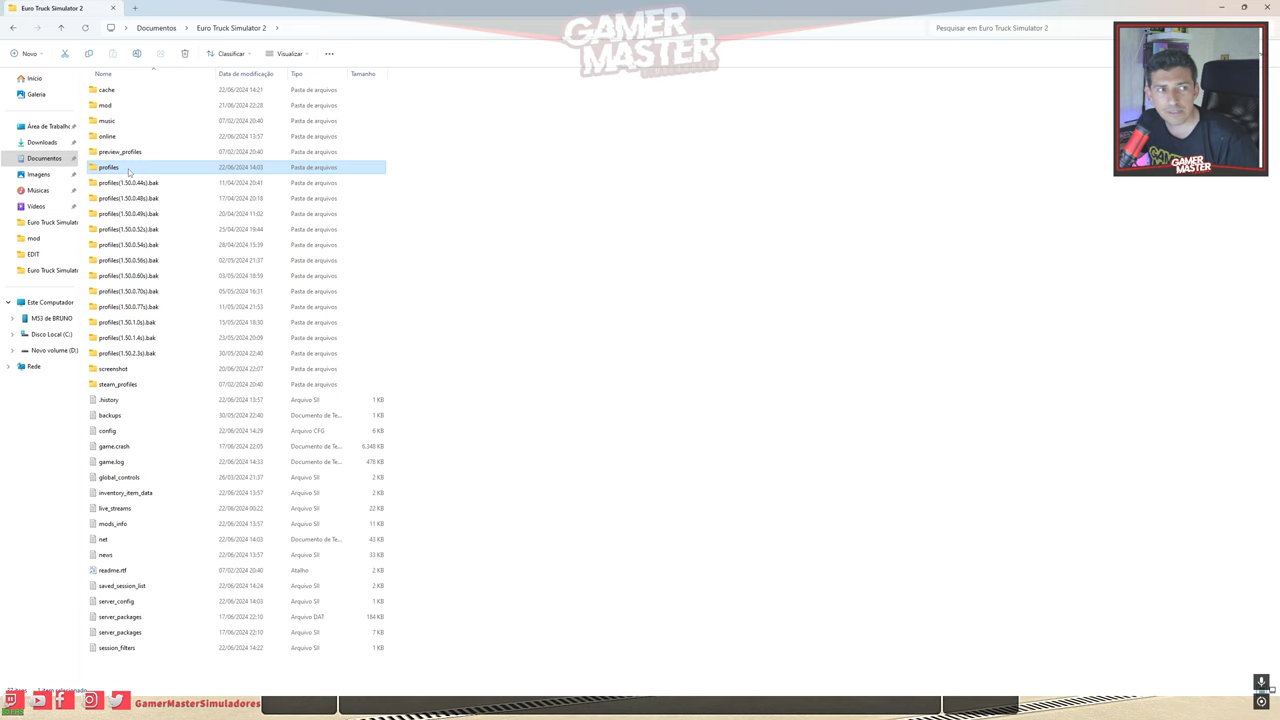 Euro Truck Simulator 2
Documentos > Euro Truck Simulator 2 >
Pesquisar em Euro Truck Simulator 2
Novo
Classificar
Visualizar
GAMER
MASTER
Início
Galeria
Área de Trabalho
Downloads
Documentos
Imagens
Músicas
Vídeos
Euro Truck Simulato
mod
EDIT
Euro Truck Simulato
Este Computador
M53 de BRUNO
Disco Local (C:)
Novo volume (D:)
Rede
Nome Data de modificação Tipo Tamanho
cache 22/06/2024 14:21 Pasta de arquivos
mod 21/06/2024 22:28 Pasta de arquivos
music 07/02/2024 20:40 Pasta de arquivos
online 22/06/2024 13:57 Pasta de arquivos
preview_profiles 07/02/2024 20:40 Pasta de arquivos
profiles 22/06/2024 14:03 Pasta de arquivos
profiles(1.50.0.44s).bak 11/04/2024 20:41 Pasta de arquivos
profiles(1.50.0.48s).bak 17/04/2024 20:18 Pasta de arquivos
profiles(1.50.0.49s).bak 20/04/2024 11:02 Pasta de arquivos
profiles(1.50.0.52s).bak 25/04/2024 19:44 Pasta de arquivos
profiles(1.50.0.54s).bak 28/04/2024 15:39 Pasta de arquivos
profiles(1.50.0.56s).bak 02/05/2024 21:37 Pasta de arquivos
profiles(1.50.0.60s).bak 03/05/2024 18:59 Pasta de arquivos
profiles(1.50.0.70s).bak 05/05/2024 16:31 Pasta de arquivos
profiles(1.50.0.77s).bak 11/05/2024 21:53 Pasta de arquivos
profiles(1.50.1.0s).bak 15/05/2024 18:30 Pasta de arquivos
profiles(1.50.1.4s).bak 23/05/2024 20:09 Pasta de arquivos
profiles(1.50.2.3s).bak 30/05/2024 22:40 Pasta de arquivos
screenshot 20/06/2024 22:07 Pasta de arquivos
steam_profiles 07/02/2024 20:40 Pasta de arquivos
.history 22/06/2024 13:57 Arquivo SII 1 KB
backups 30/05/2024 22:40 Documento de Te... 1 KB
config 22/06/2024 14:29 Arquivo CFG 6 KB
game.crash 17/06/2024 22:05 Documento de Te... 6.348 KB
game.log 22/06/2024 14:33 Documento de Te... 478 KB
global_controls 26/03/2024 21:37 Arquivo SII 2 KB
inventory_item_data 22/06/2024 13:57 Arquivo SII 2 KB
live_streams 22/06/2024 00:22 Arquivo SII 22 KB
mods_info 22/06/2024 13:57 Arquivo SII 11 KB
net 22/06/2024 14:03 Documento de Te... 43 KB
news 22/06/2024 13:57 Arquivo SII 33 KB
readme.rtf 07/02/2024 20:40 Atalho 2 KB
saved_session_list 22/06/2024 14:24 Arquivo SII 2 KB
server_config 22/06/2024 14:03 Arquivo SII 1 KB
server_packages 17/06/2024 22:10 Arquivo DAT 184 KB
server_packages 17/06/2024 22:10 Arquivo SII 7 KB
session_filters 22/06/2024 14:22 Arquivo SII 1 KB
GAMER
MASTER
1 item selecionado
GamerMasterSimuladores